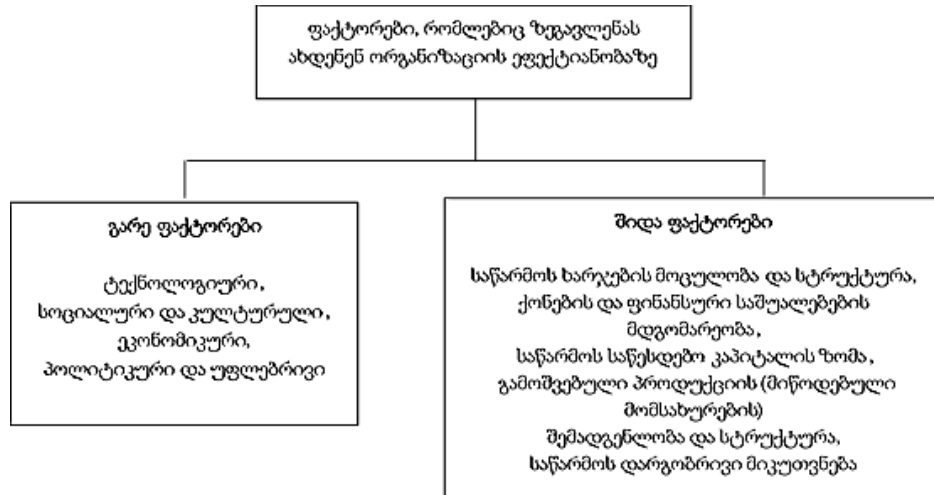 ფაქტორები, რომლებიც ზეგავლენას
ახდენენ ორგანიზაციის ეფექტიანობაზე
გარე ფაქტორები
ტექნოლოგიური,
სოციალური და კულტურული,
ეკონომიკური,
პოლიტიკური და უფლებრივი
შიდა ფაქტორები
საწარმოს ხარჯების მოცულობა და სტრუქტურა,
ქონების და ფინანსური საშუალებების
მდგომარეობა,
საწარმოს საწესდებო კაპიტალის ზომა,
გამოშვებული პროდუქციის (მიწოდებული
მომსახურების)
შემადგენლობა და სტრუქტურა,
საწარმოს დარგობრივი მიკუთვნება